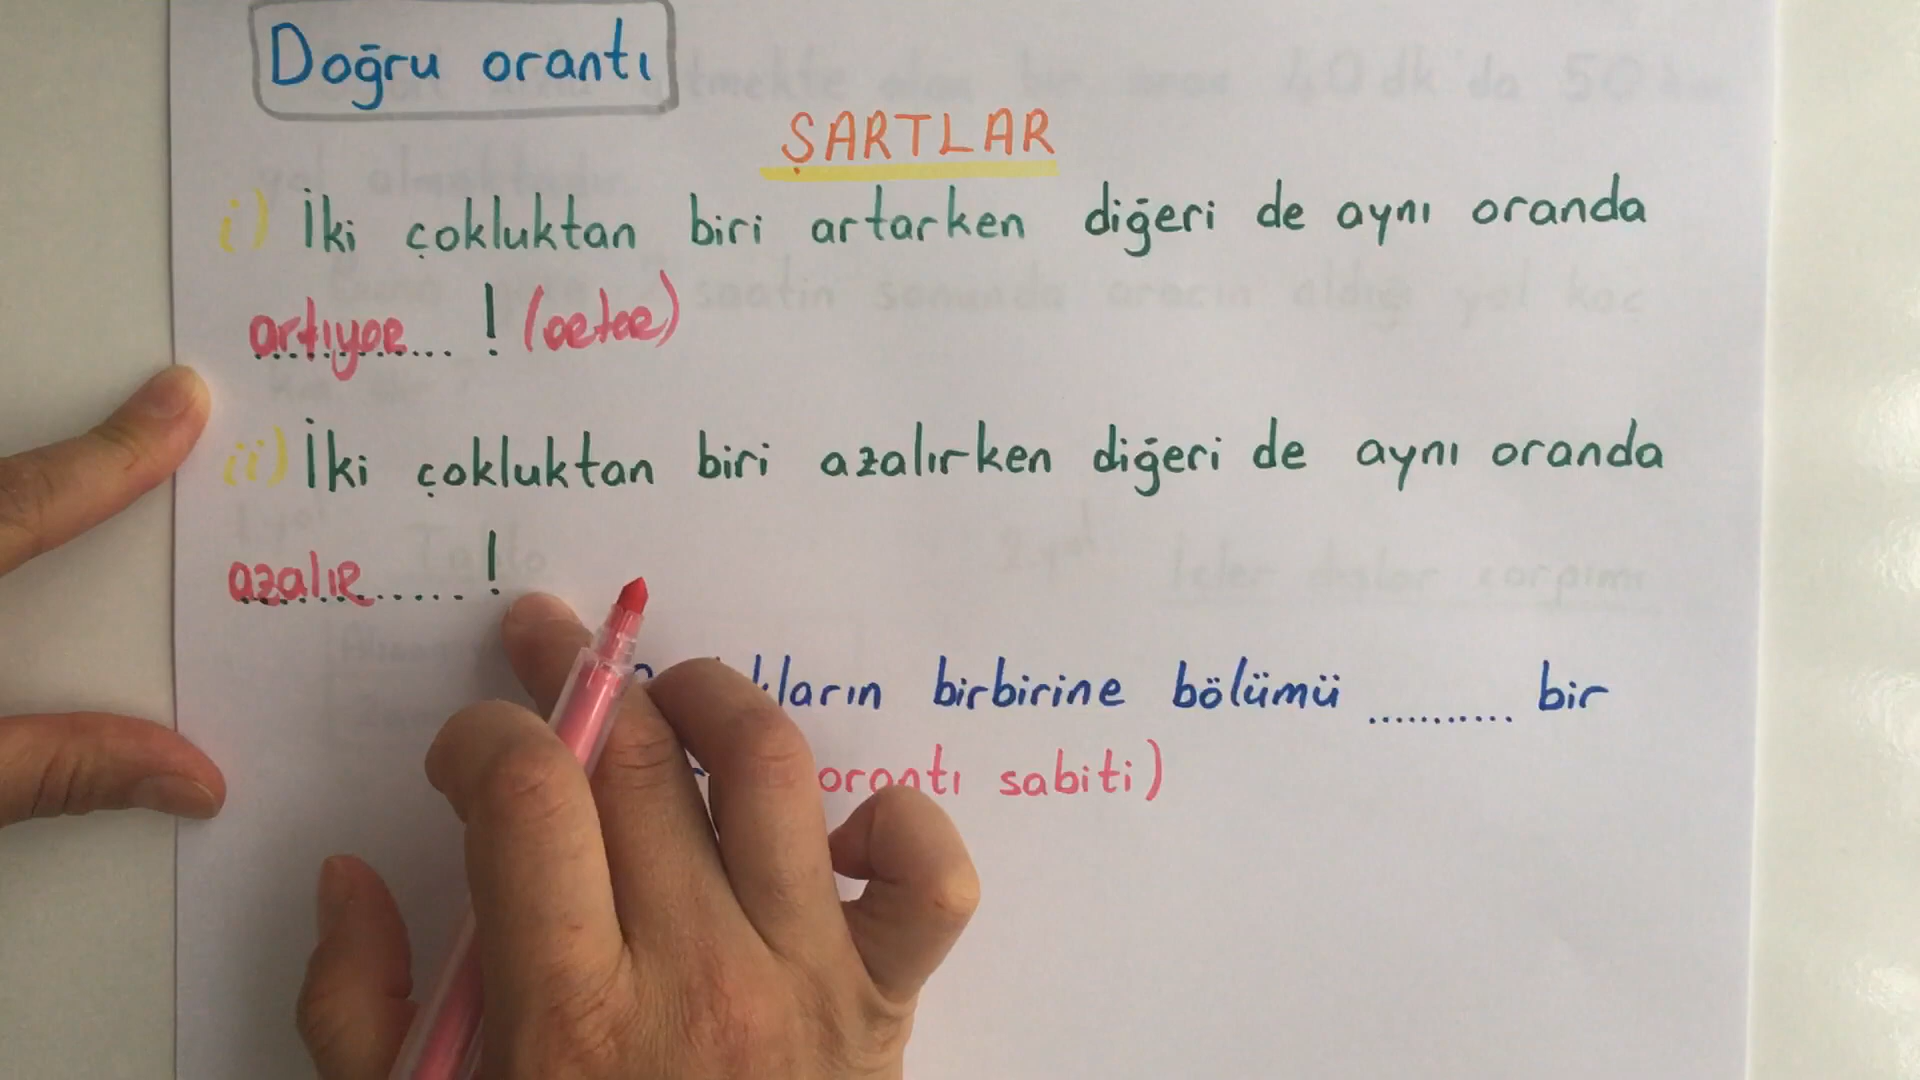 Doğru orantı
ŞARTLAR
i) İki çokluktan biri artarken diğeri de aynı oranda
artıyor.... ! (artar)
ii) İki çokluktan biri azalırken diğeri de aynı oranda
azalır...... !
birbirine bölümü ........... bir
orantı sabiti)